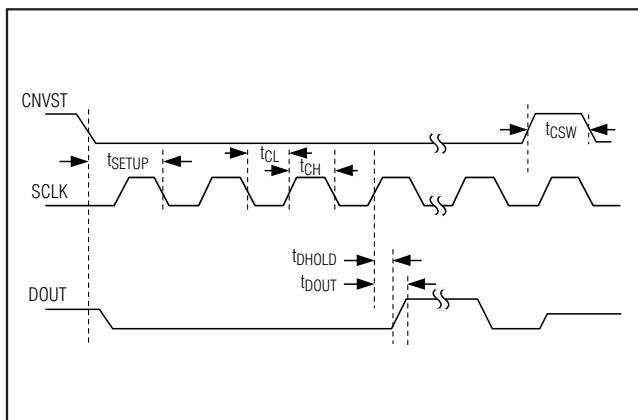 CNVST
tCSW
tSETUP
tCL
tCH
SCLK
tDHOLD
tDOUT
DOUT